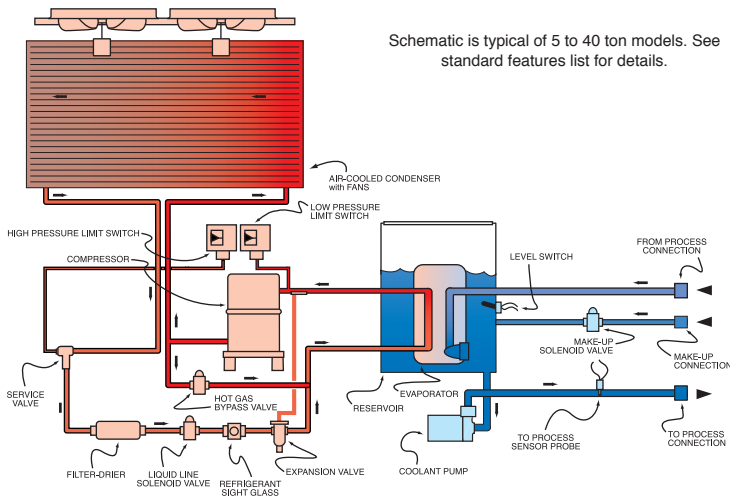 Schematic is typical of 5 to 40 ton models. See
standard features list for details.
AIR-COOLED CONDENSER
with FANS
LOW PRESSURE
LIMIT SWITCH
HIGH PRESSURE LIMIT SWITCH
COMPRESSOR
FROM PROCESS
CONNECTION
LEVEL SWITCH
MAKE-UP
SOLENOID VALVE
MAKE-UP
CONNECTION
SERVICE
VALVE
HOT GAS
BYPASS VALVE
EVAPORATOR
RESERVOIR
TO PROCESS
SENSOR PROBE
TO PROCESS
CONNECTION
FILTER-DRIER
LIQUID LINE
SOLENOID VALVE
REFRIGERANT
SIGHT GLASS
EXPANSION VALVE
COOLANT PUMP